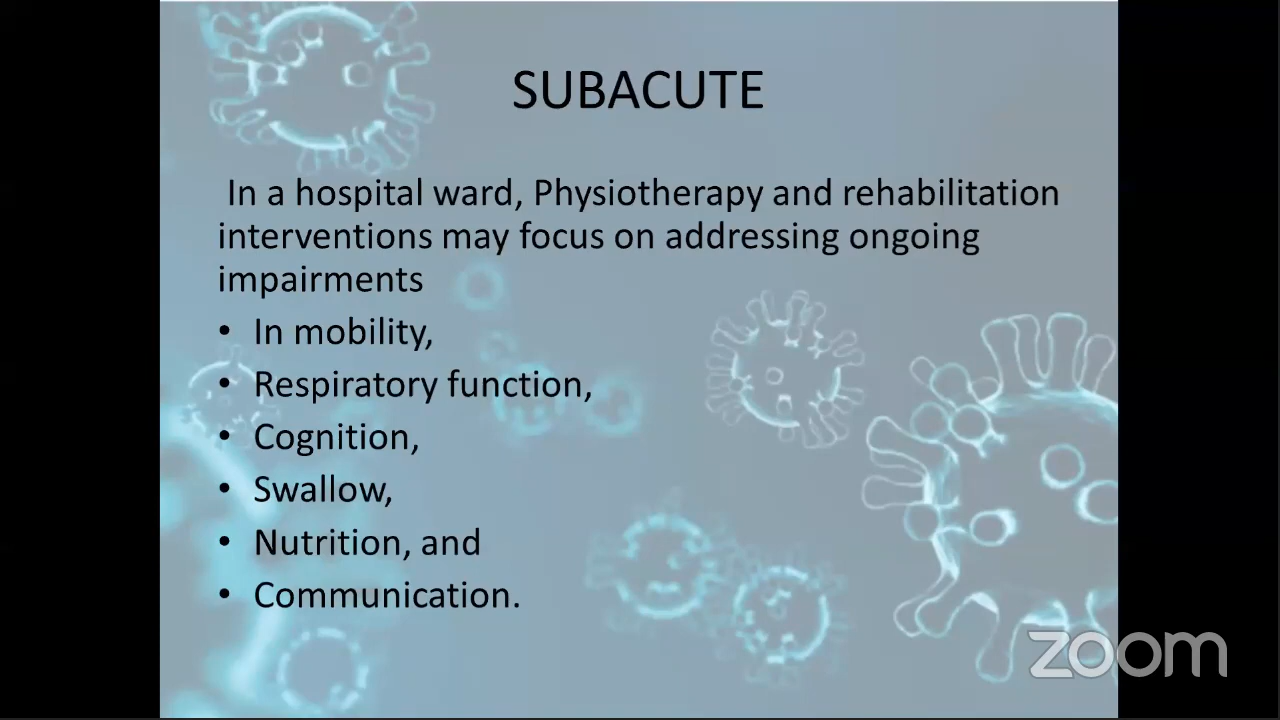 SUBACUTE
In a hospital ward, Physiotherapy and rehabilitation
interventions may focus on addressing ongoing
impairments
• In mobility,
• Respiratory function,
• Cognition,
• Swallow,
• Nutrition, and
• Communication.
zoom